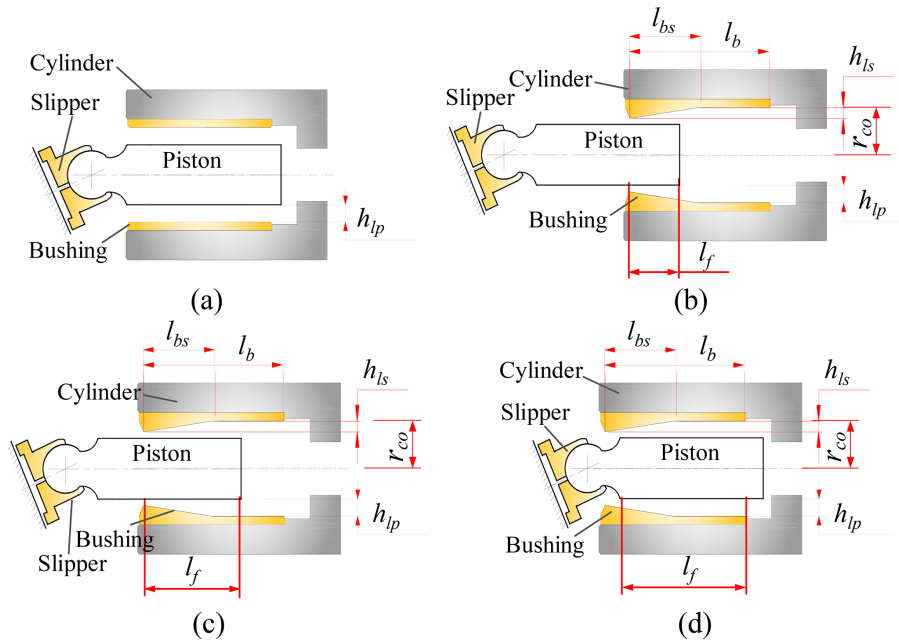 Cylinder
Slipper
Piston
Bushing
h_lp
(a)
l_bs
l_b
h_ls
Cylinder
Slipper
r_co
Piston
Bushing
h_lp
l_f
(b)
l_bs
l_b
h_ls
Cylinder
Piston
r_co
Bushing
h_lp
Slipper
l_f
(c)
l_bs
l_b
h_ls
Cylinder
Slipper
Piston
r_co
Bushing
h_lp
l_f
(d)